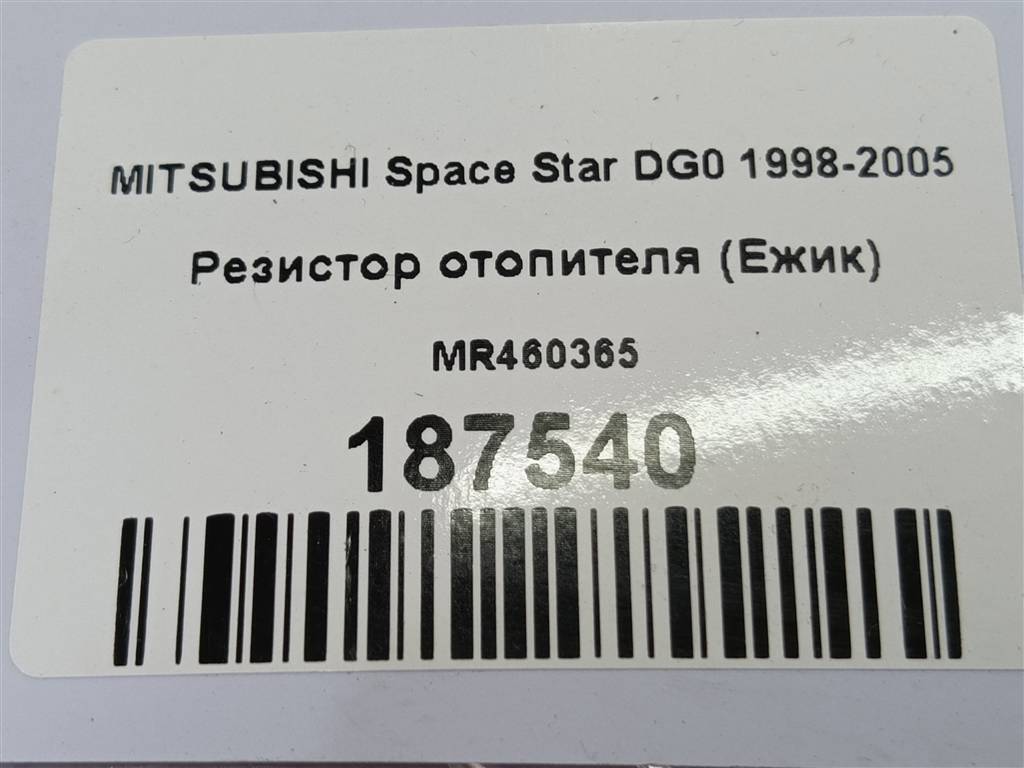 MITSUBISHI Space Star DG0 1998-2005
Резистор отопителя (Ежик)
MR460365
187540